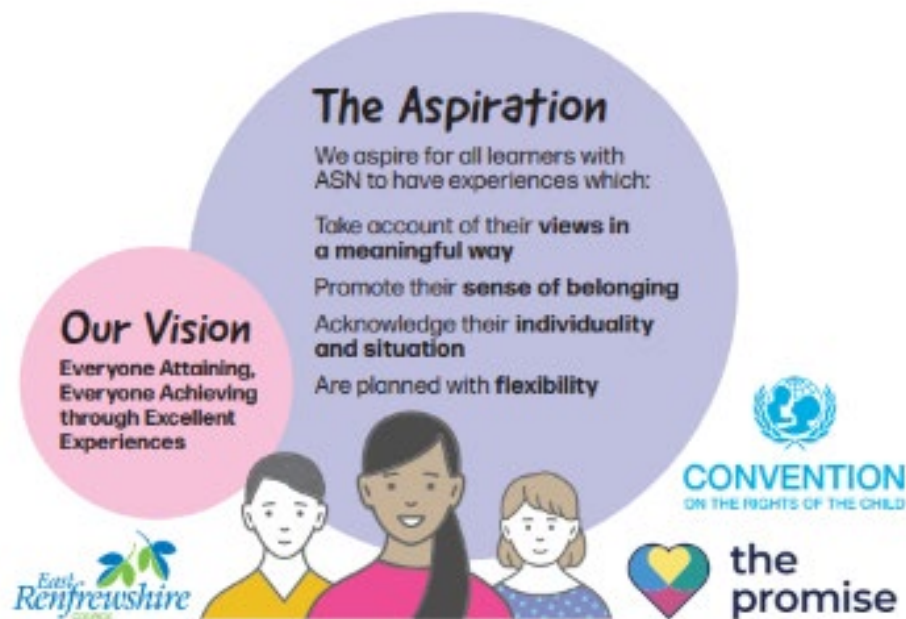 The Aspiration
We aspire for all learners with
ASN to have experiences which:
Take account of their views in
a meaningful way
Promote their sense of belonging
Acknowledge their individuality
and situation
Are planned with flexibility
Our Vision
Everyone Attaining,
Everyone Achieving
through Excellent
Experiences
CONVENTION
ON THE RIGHTS OF THE CHILD
East
Renfrewshire
COUNCIL
the
promise